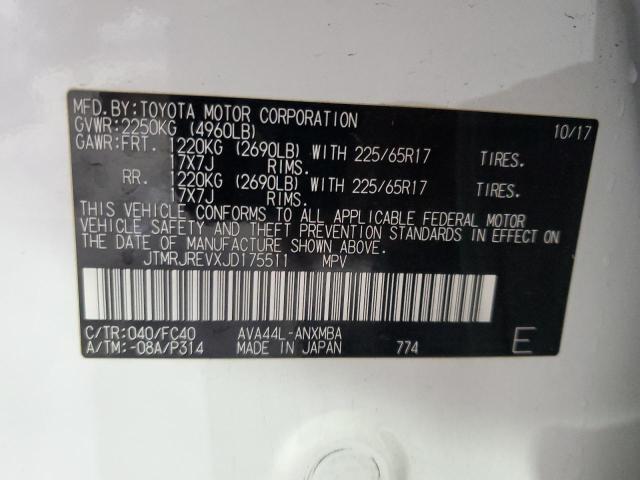 MFD.BY:TOYOTA MOTOR CORPORATION 10/17
GVWR:2250KG (4960LB)
GAWR:FRT. 1220KG (2690LB) WITH 225/65R17 TIRES.
17X7J RIMS.
RR. 1220KG (2690LB) WITH 225/65R17 TIRES.
17X7J RIMS.
THIS VEHICLE CONFORMS TO ALL APPLICABLE FEDERAL MOTOR
VEHICLE SAFETY AND THEFT PREVENTION STANDARDS IN EFFECT ON
THE DATE OF MANUFACTURE SHOWN ABOVE.
JTMRJREVXJD175511 MPV
C/TR:040/FC40 AVA44L-ANXMBA
A/TM:-08A/P314 MADE IN JAPAN 774 E